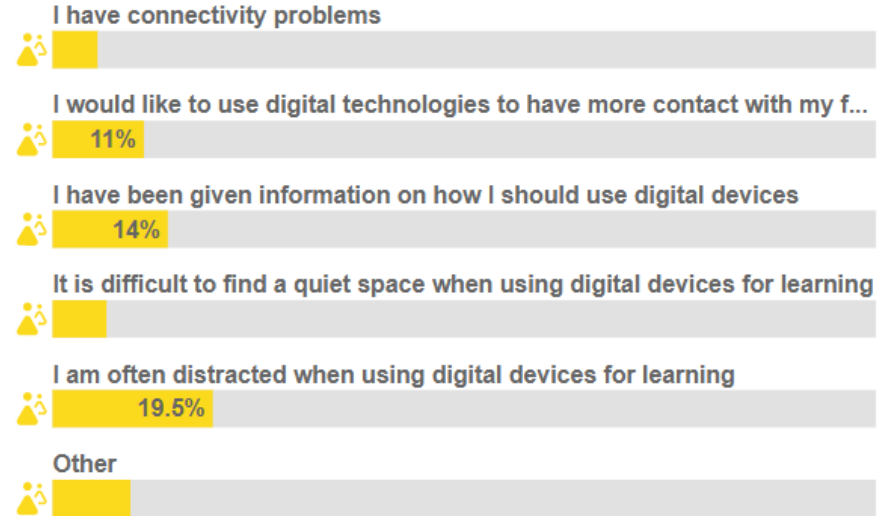 I have connectivity problems
I would like to use digital technologies to have more contact with my f...
11%
I have been given information on how I should use digital devices
14%
It is difficult to find a quiet space when using digital devices for learning
I am often distracted when using digital devices for learning
19.5%
Other